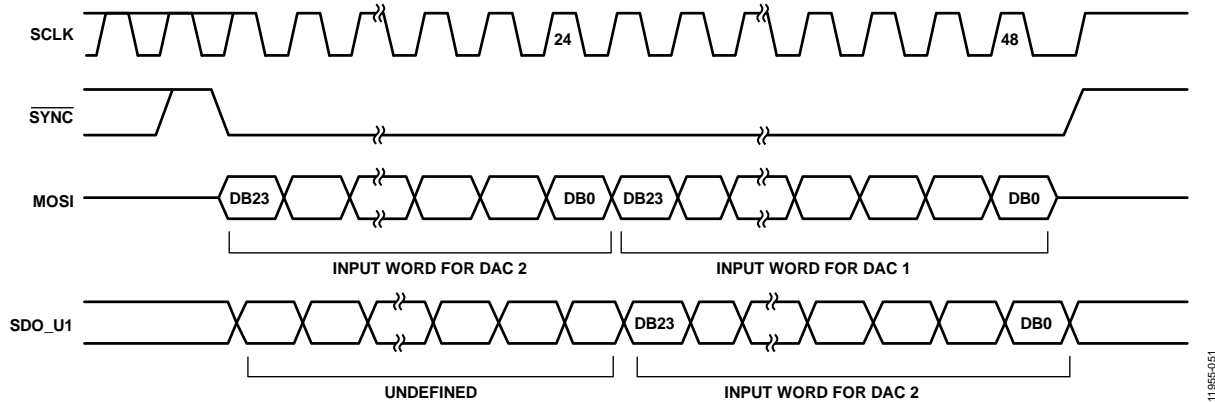 SCLK
24
48
SYNC
MOSI
DB23
DB0
DB23
DB0
INPUT WORD FOR DAC 2
INPUT WORD FOR DAC 1
SDO_U1
DB23
DB0
UNDEFINED
INPUT WORD FOR DAC 2
11955-051